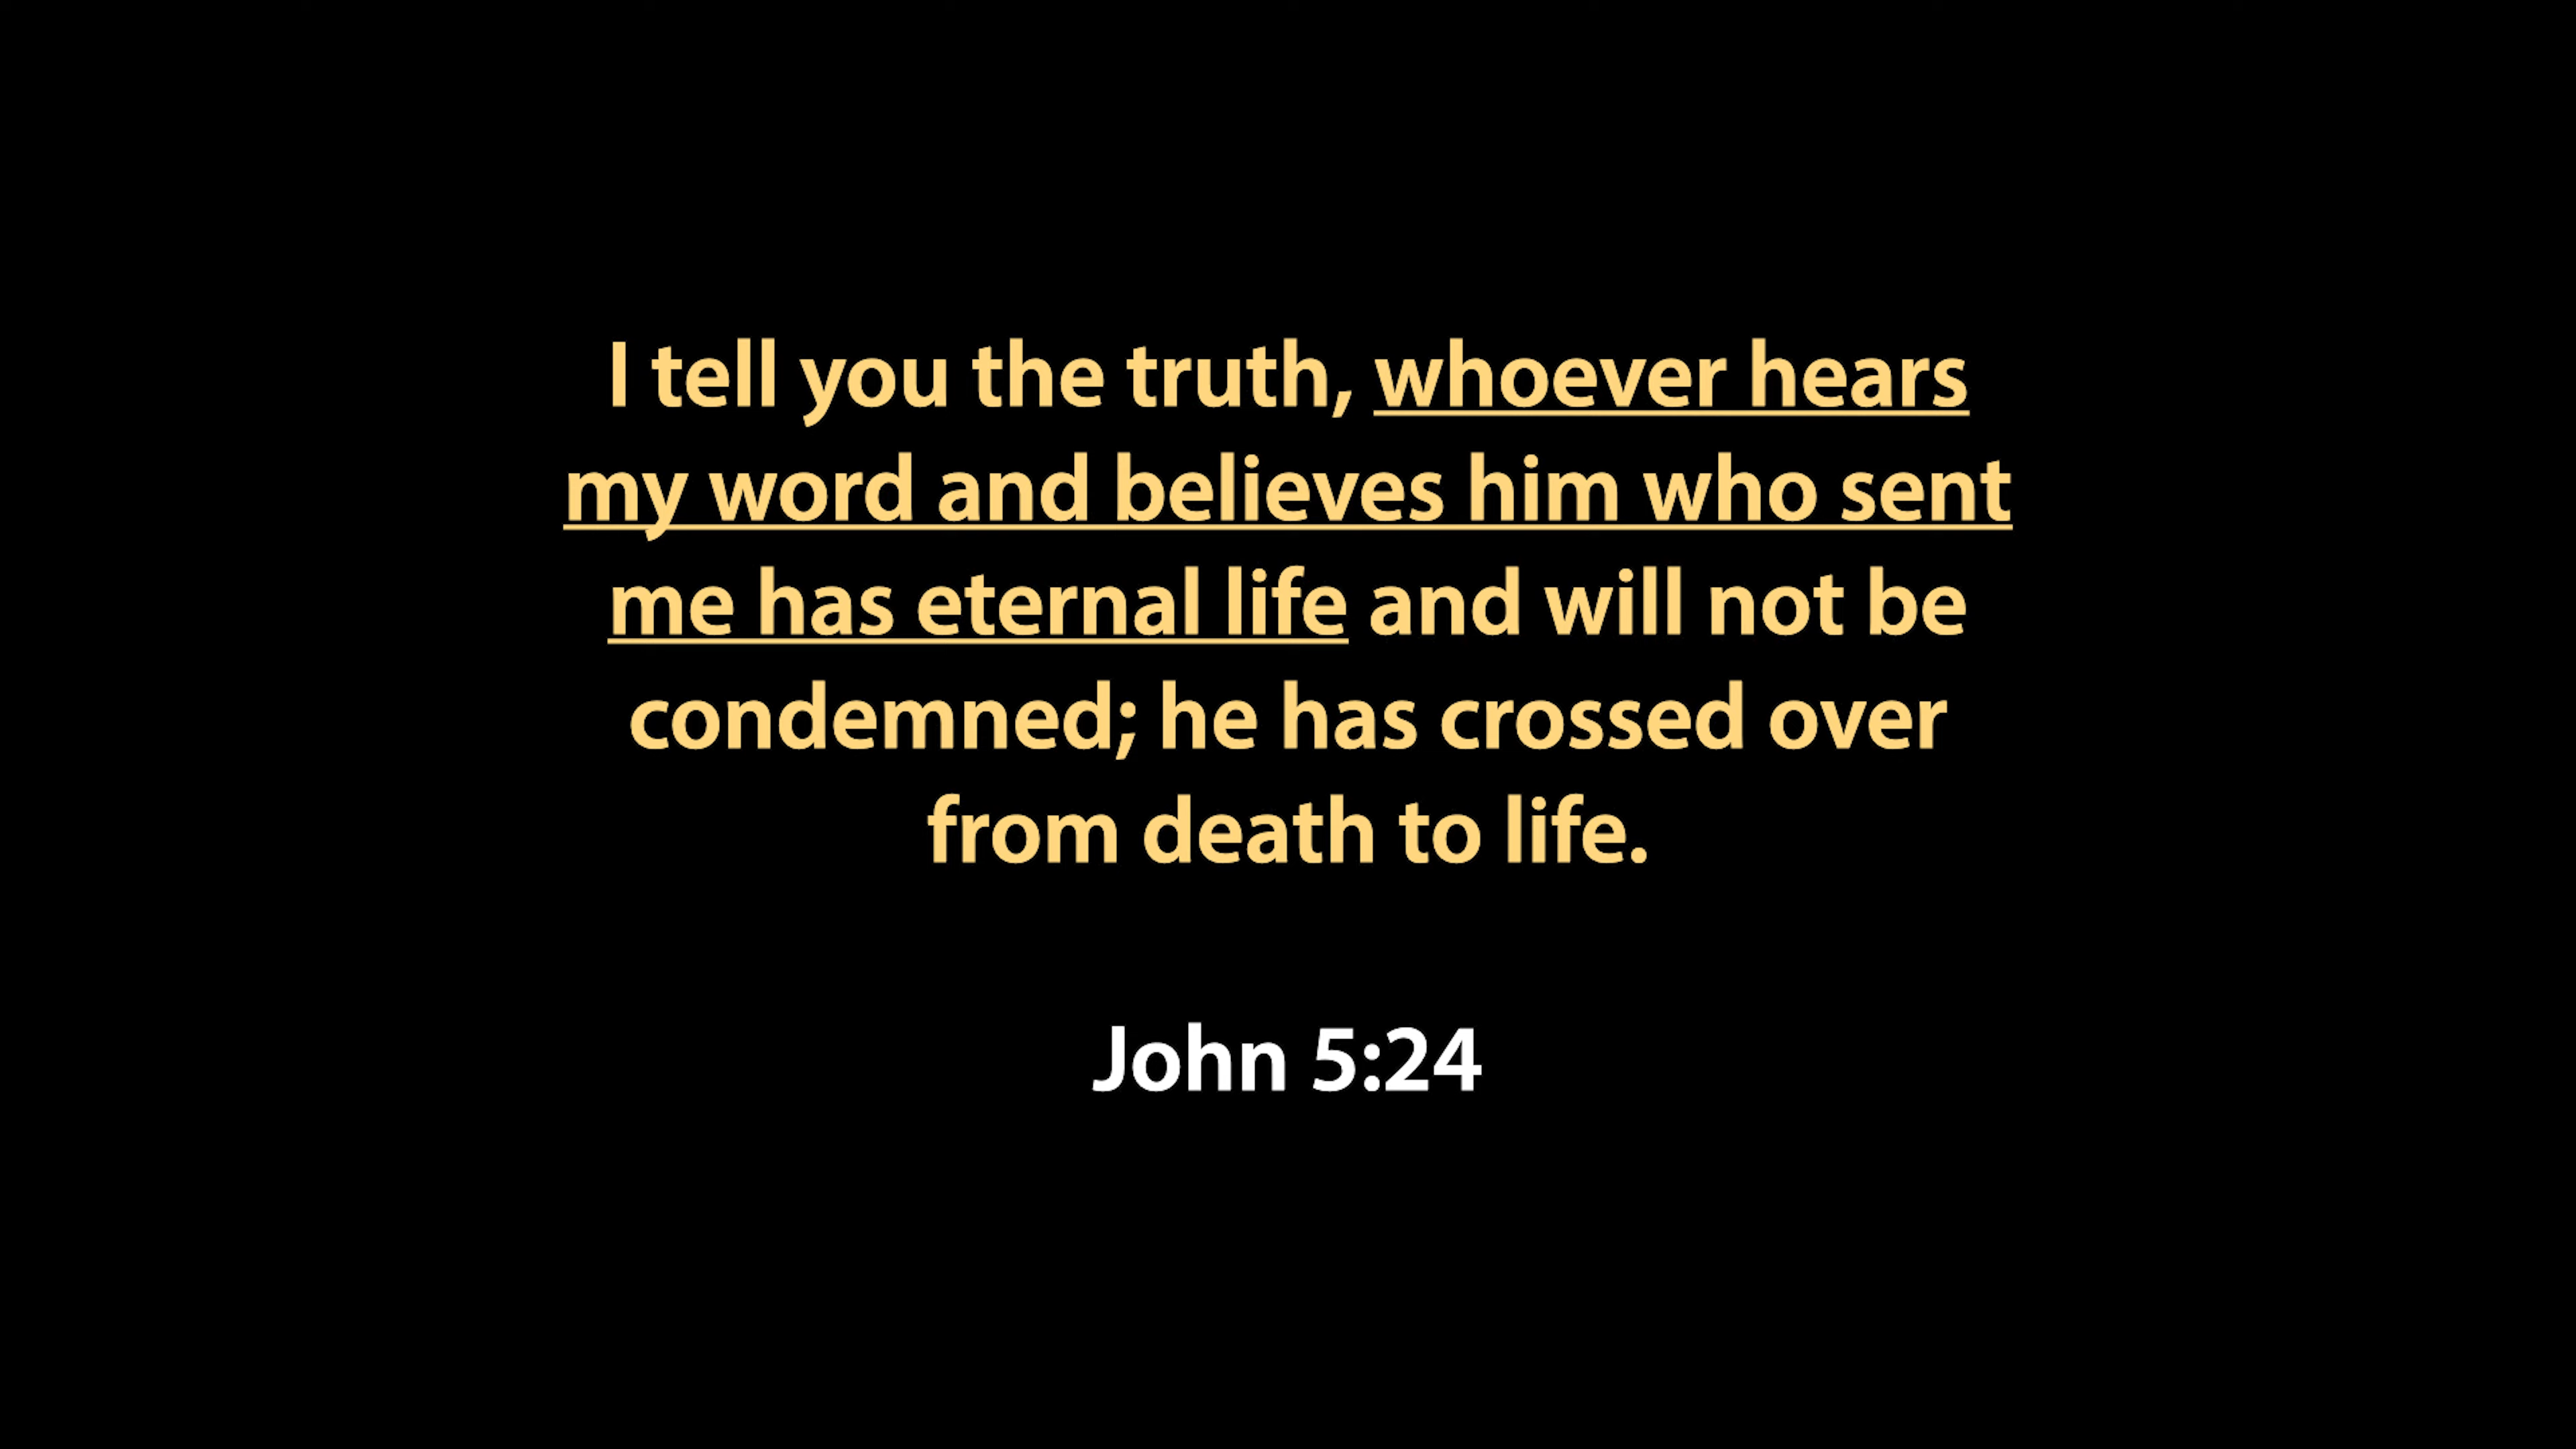 I tell you the truth, whoever hears
my word and believes him who sent
me has eternal life and will not be
condemned; he has crossed over
from death to life.
John 5:24